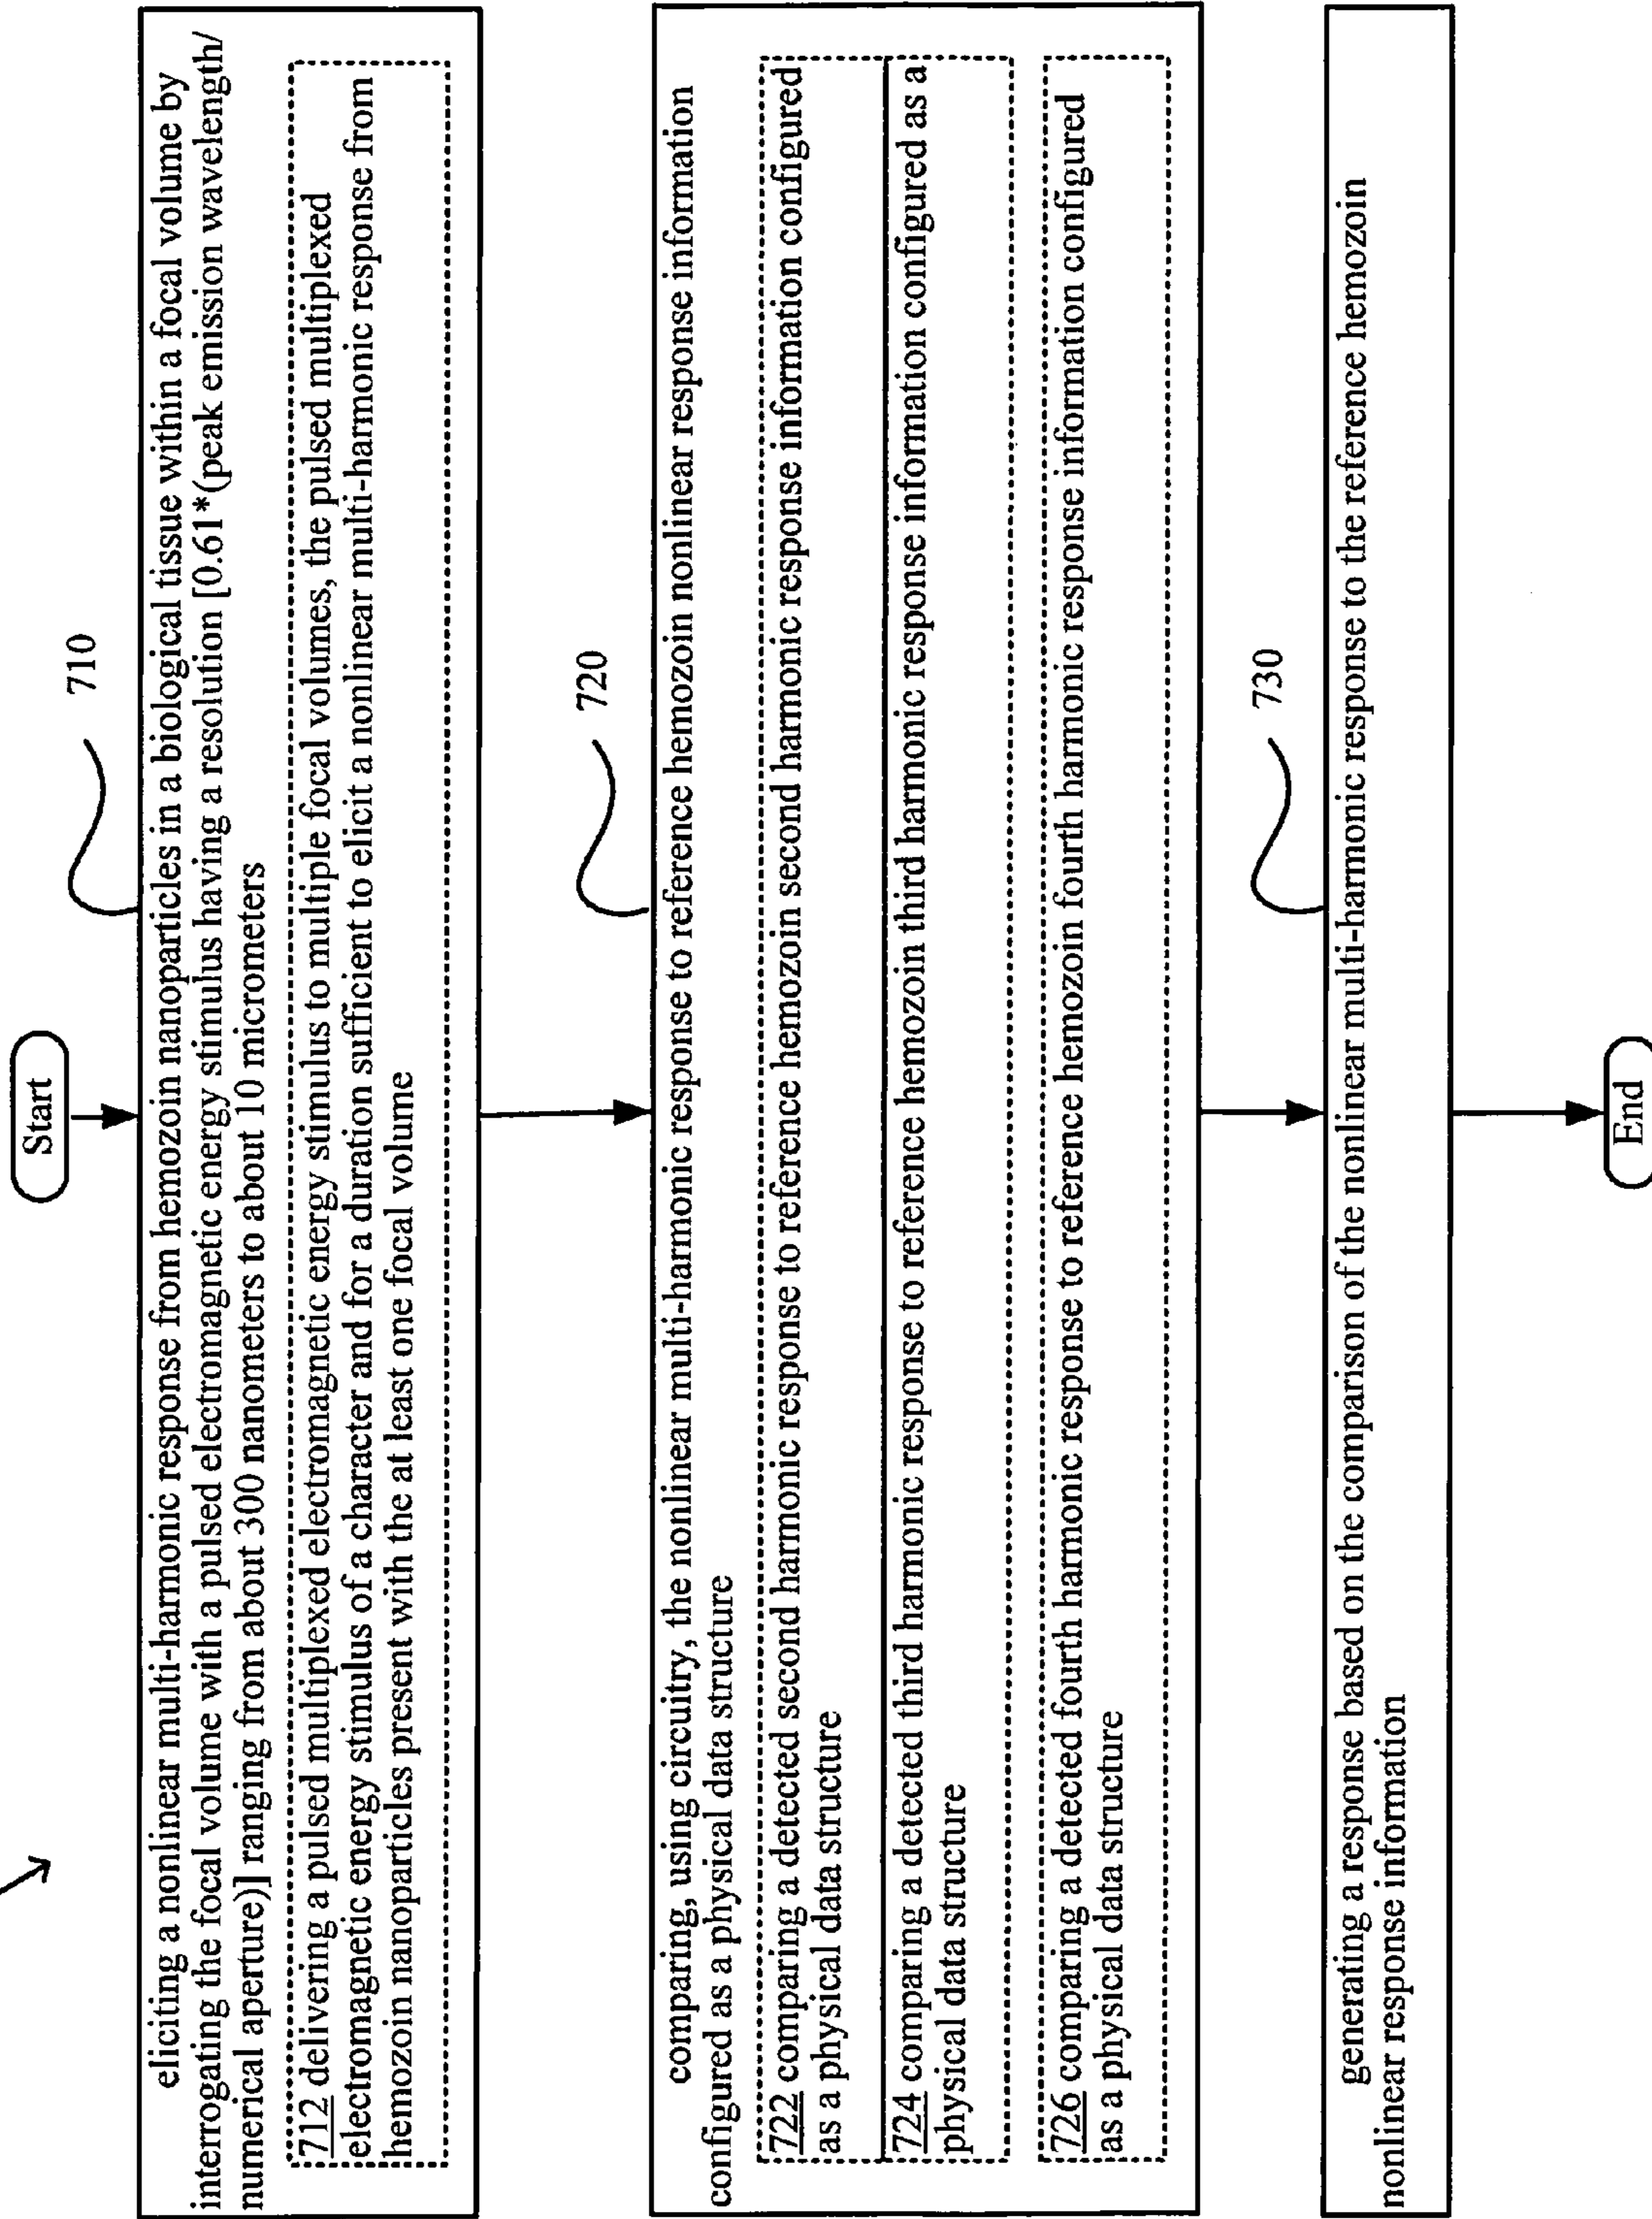 Start
710
eliciting a nonlinear multi-harmonic response from hemozoin nanoparticles in a biological tissue within a focal volume by
interrogating the focal volume with a pulsed electromagnetic energy stimulus having a resolution [0.61*(peak emission wavelength/
numerical aperture)] ranging from about 300 nanometers to about 10 micrometers
712 delivering a pulsed multiplexed electromagnetic energy stimulus to multiple focal volumes, the pulsed multiplexed
electromagnetic energy stimulus of a character and for a duration sufficient to elicit a nonlinear multi-harmonic response from
hemozoin nanoparticles present with the at least one focal volume
720
comparing, using circuitry, the nonlinear multi-harmonic response to reference hemozoin nonlinear response information
configured as a physical data structure
722 comparing a detected second harmonic response to reference hemozoin second harmonic response information configured
as a physical data structure
724 comparing a detected third harmonic response to reference hemozoin third harmonic response information configured as a
physical data structure
726 comparing a detected fourth harmonic response to reference hemozoin fourth harmonic response information configured
as a physical data structure
730
generating a response based on the comparison of the nonlinear multi-harmonic response to the reference hemozoin
nonlinear response information
End